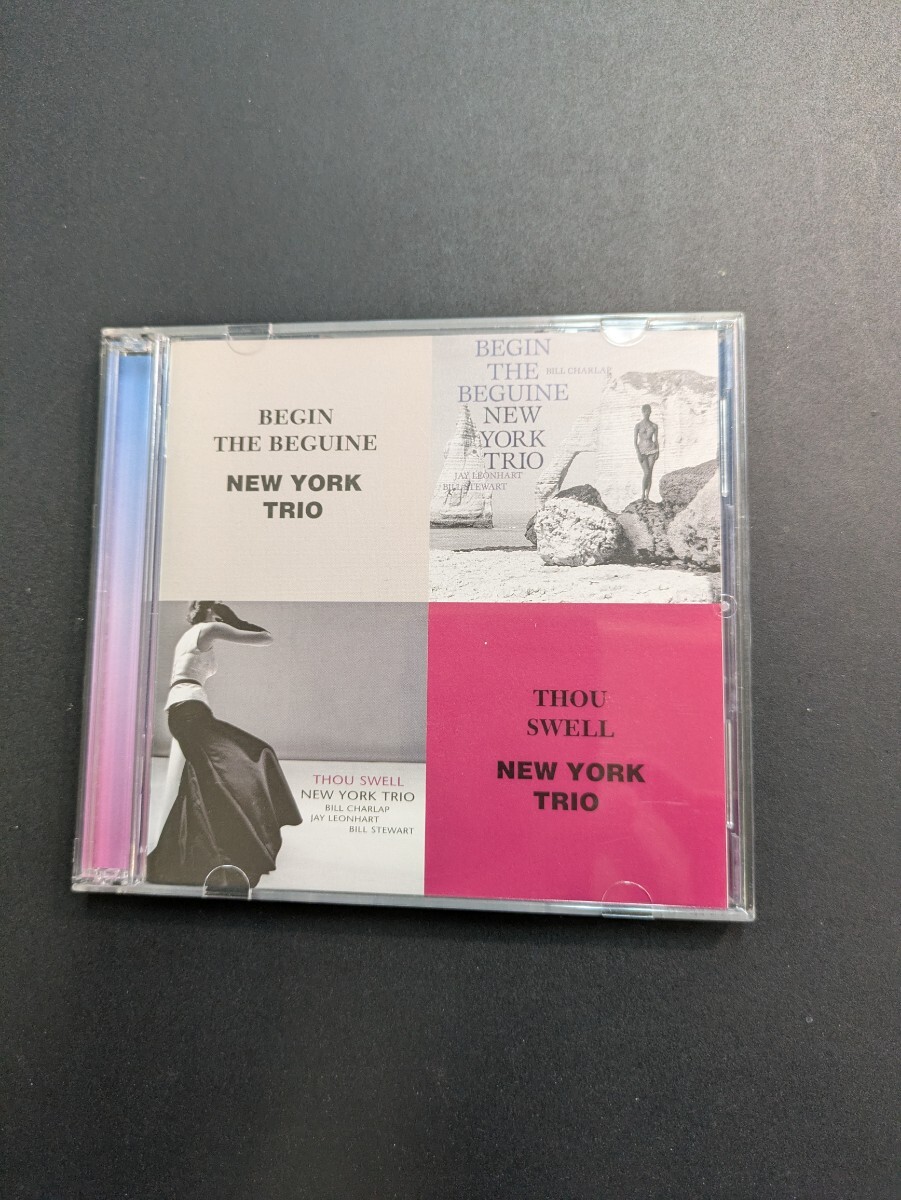 BEGIN
THE BEGUINE
NEW YORK
TRIO
BEGIN
THE
BILL CHARLAP
BEGUINE
NEW
YORK
TRIO
JAY LEONHART
BILL STEWART
THOU SWELL
NEW YORK TRIO
BILL CHARLAP
JAY LEONHART
BILL STEWART
THOU
SWELL
NEW YORK
TRIO